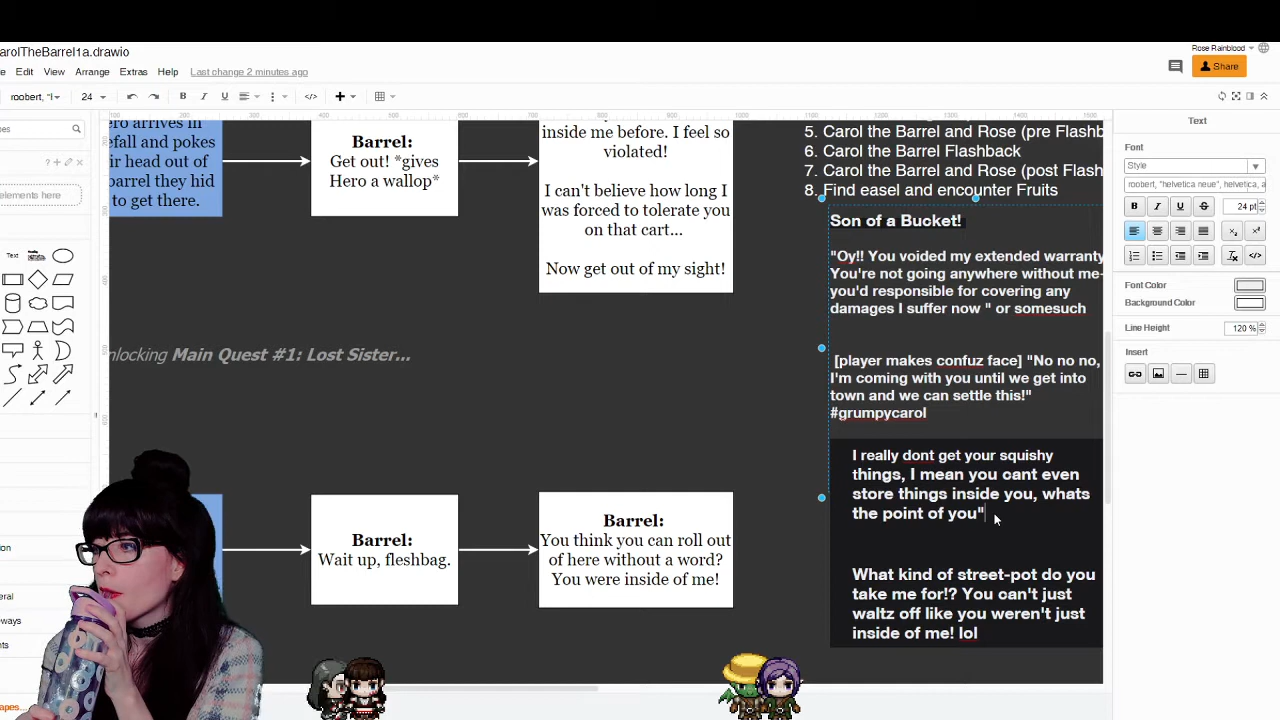 arolTheBarrel1a.drawio
Rose Rainblood
Edit View Arrange Extras Help Last change 2 minutes ago
Share
roobert, "l
24
B I U
ero arrives in
efall and pokes
ir head out of
barrel they hid
to get there.
Barrel:
Get out! *gives
Hero a wallop*
inside me before. I feel so
violated!
I can't believe how long I
was forced to tolerate you
on that cart...
Now get out of my sight!
5. Carol the Barrel and Rose (pre Flashb
6. Carol the Barrel Flashback
7. Carol the Barrel and Rose (post Flash
8. Find easel and encounter Fruits
Son of a Bucket!
"Oy!! You voided my extended warranty
You're not going anywhere without me-
you'd responsible for covering any
damages I suffer now " or somesuch
[player makes confuz face] "No no no,
I'm coming with you until we get into
town and we can settle this!"
#grumpycarol
I really dont get your squishy
things, I mean you cant even
store things inside you, whats
the point of you"
What kind of street-pot do you
take me for!? You can't just
waltz off like you weren't just
inside of me! lol
nlocking Main Quest #1: Lost Sister...
Barrel:
Wait up, fleshbag.
Barrel:
You think you can roll out
of here without a word?
You were inside of me!
elements here
Text
Text
Font
Style
roobert, "helvetica neue", helvetica, a
B I U S
24 pt
Font Color
Background Color
Line Height
120 %
Insert